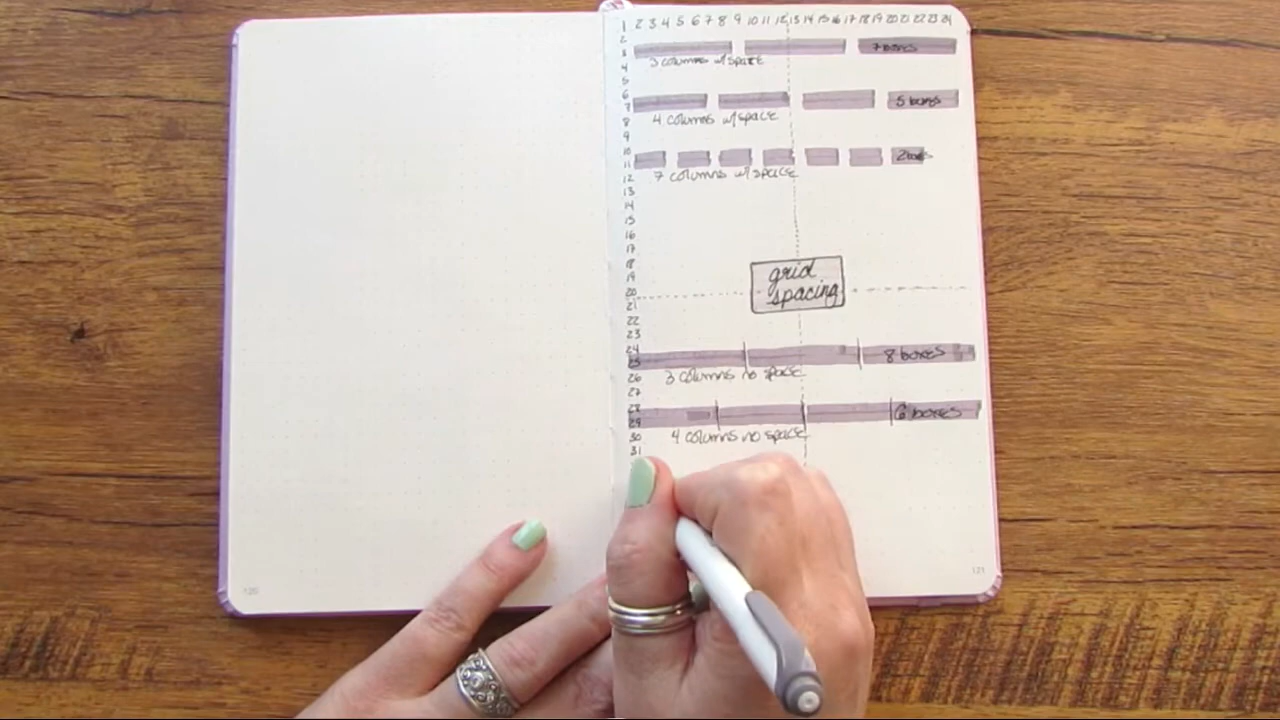 1 2 3 4 5 6 7 8 9 10 11 12 13 14 15 16 17 18 19 20 21 22 23 24
2
3 7 boxes
3 columns w/space
4
5
6
7 5 boxes
8 4 columns w/space
9
10
11 2 boxes
12 7 columns w/space
13
14
15
16
17
18
19 grid
20 spacing
21
22
23
24
25 8 boxes
26 3 columns no space
27
28
29 6 boxes
30 4 columns no space
31
120
121